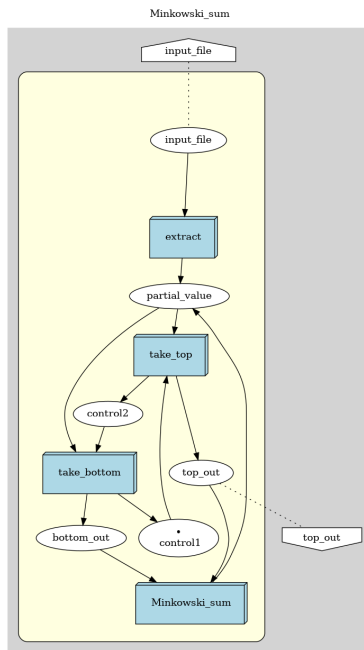 Minkowski_sum
input_file
input_file
extract
partial_value
take_top
control2
take_bottom
top_out
bottom_out
control1
top_out
Minkowski_sum